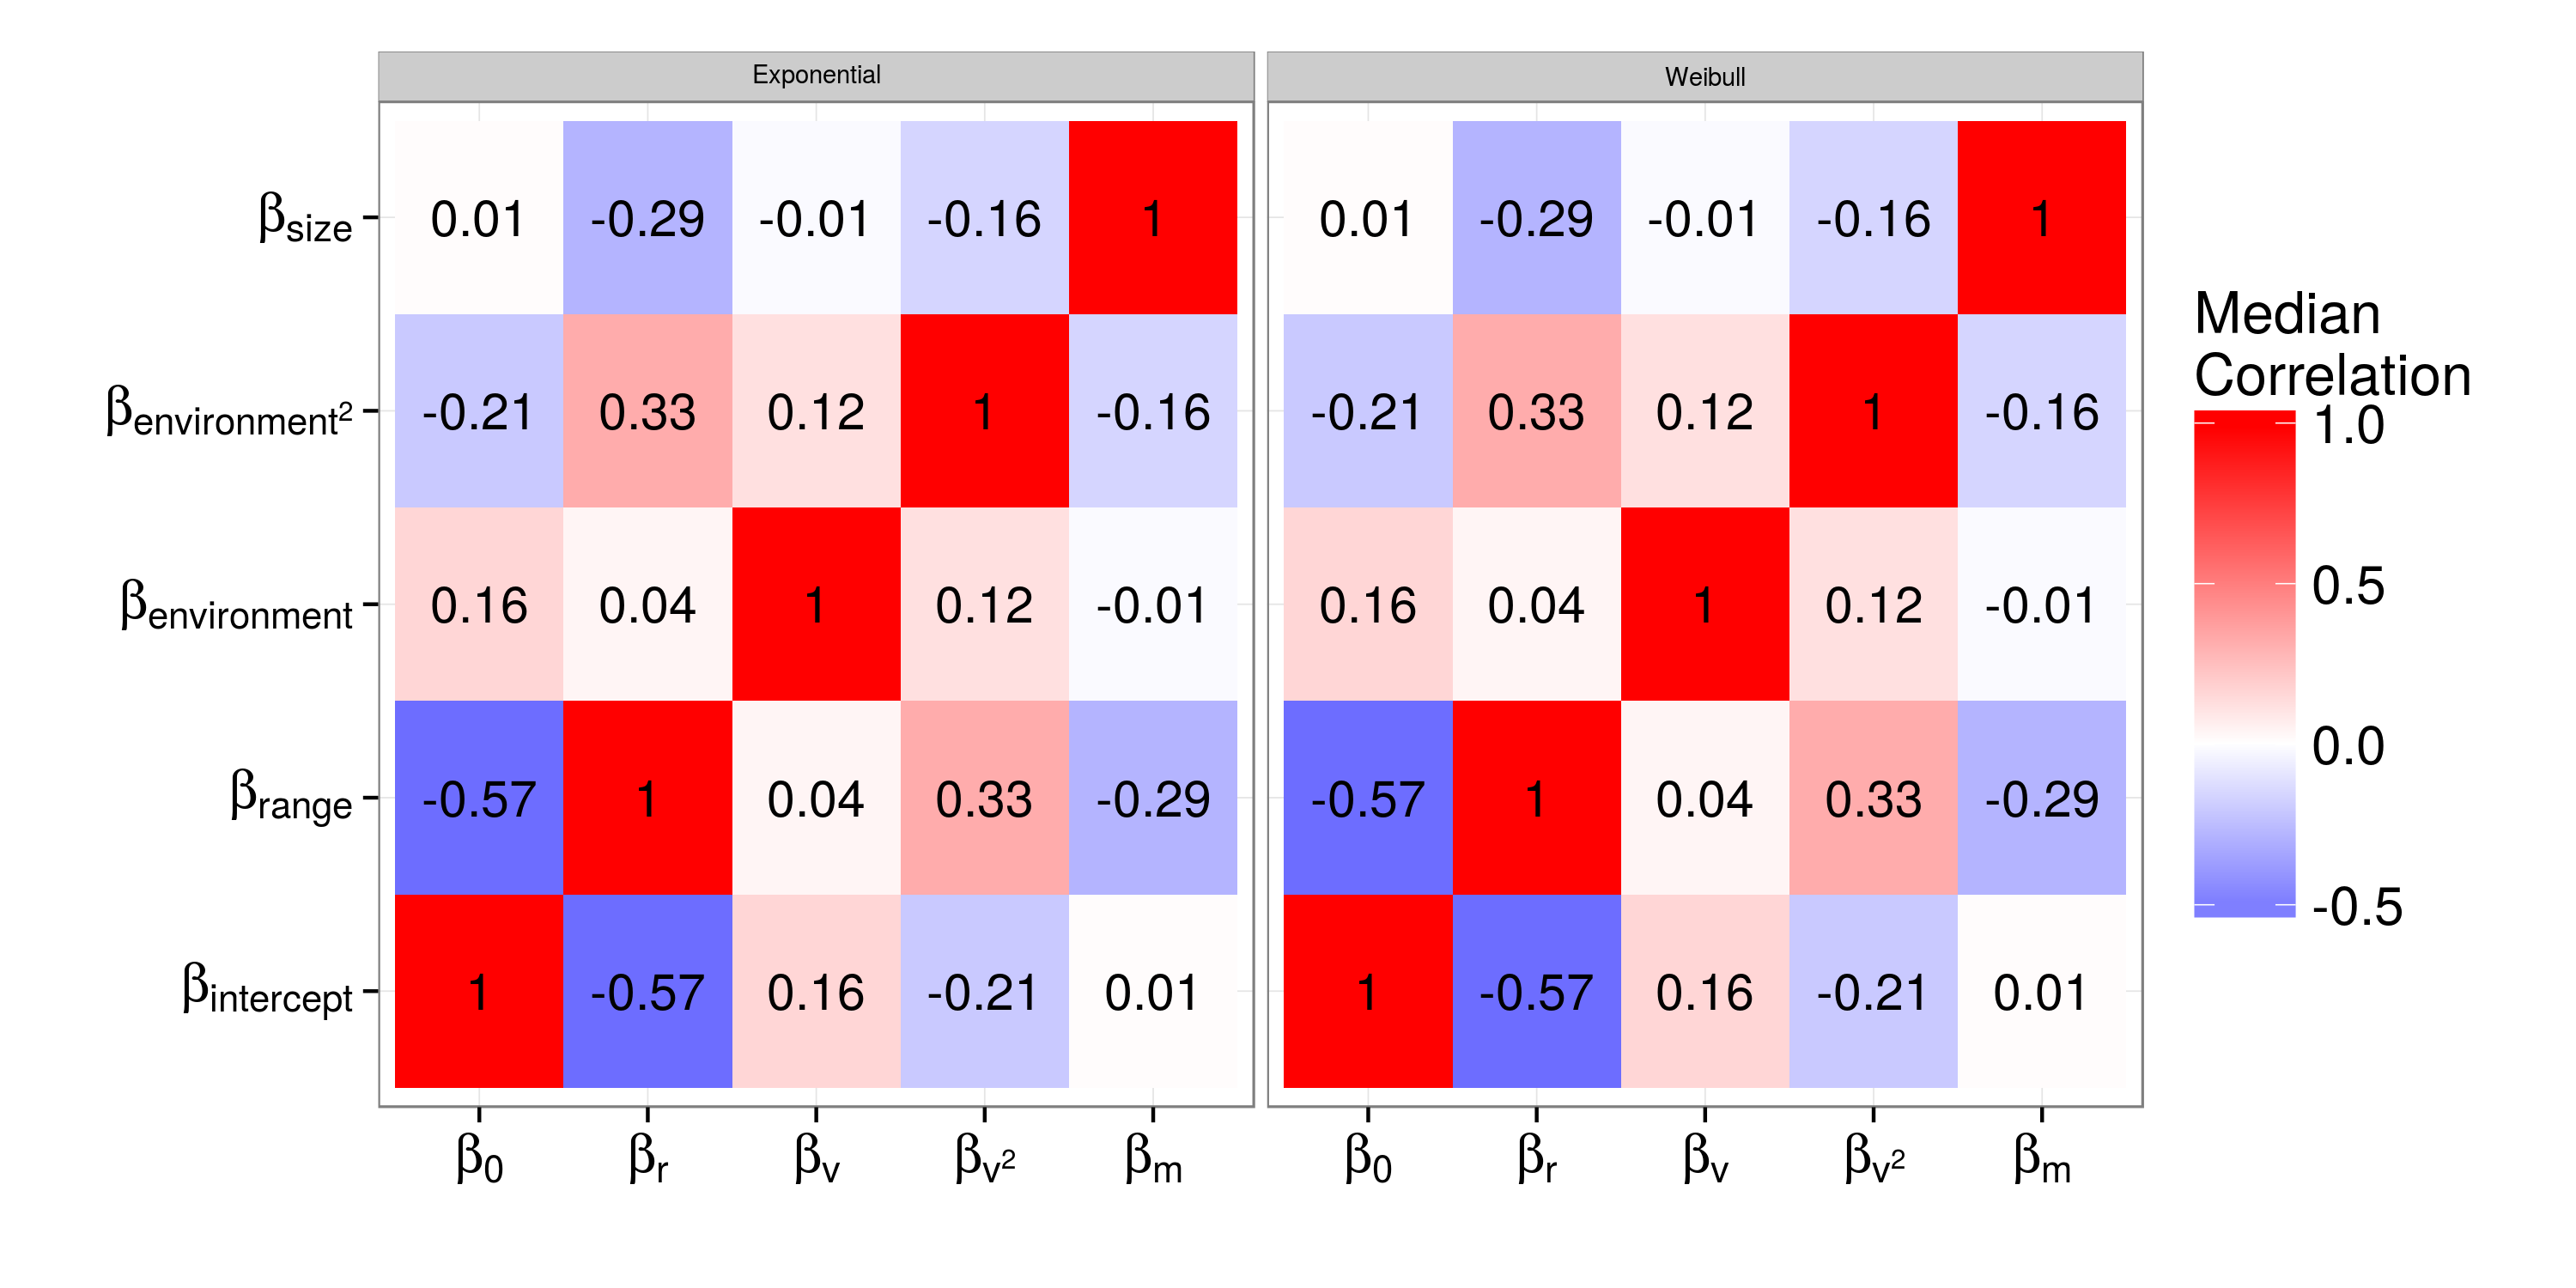 Exponential Weibull
βsize 0.01 -0.29 -0.01 -0.16 1 0.01 -0.29 -0.01 -0.16 1
βenvironment² -0.21 0.33 0.12 1 -0.16 -0.21 0.33 0.12 1 -0.16
βenvironment 0.16 0.04 1 0.12 -0.01 0.16 0.04 1 0.12 -0.01
βrange -0.57 1 0.04 0.33 -0.29 -0.57 1 0.04 0.33 -0.29
βintercept 1 -0.57 0.16 -0.21 0.01 1 -0.57 0.16 -0.21 0.01
β0 βr βv βv² βm β0 βr βv βv² βm
Median
Correlation
1.0
0.5
0.0
-0.5